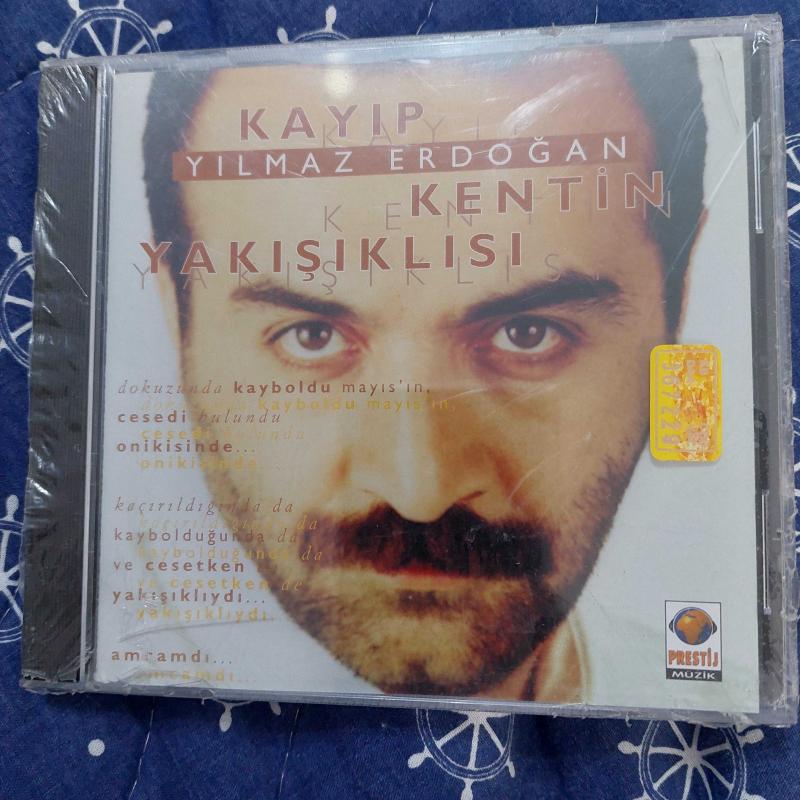 KAYIP
YILMAZ ERDOĞAN
KENTİN
YAKIŞIKLISI
dokuzunda kayboldu mayıs'ın,
cesedi bulundu
onikisinde...
kaçırıldığında da
kaybolduğunda da
ve cesetken de
yakışıklıydı...
amcamdı...
PRESTİJ
MÜZİK